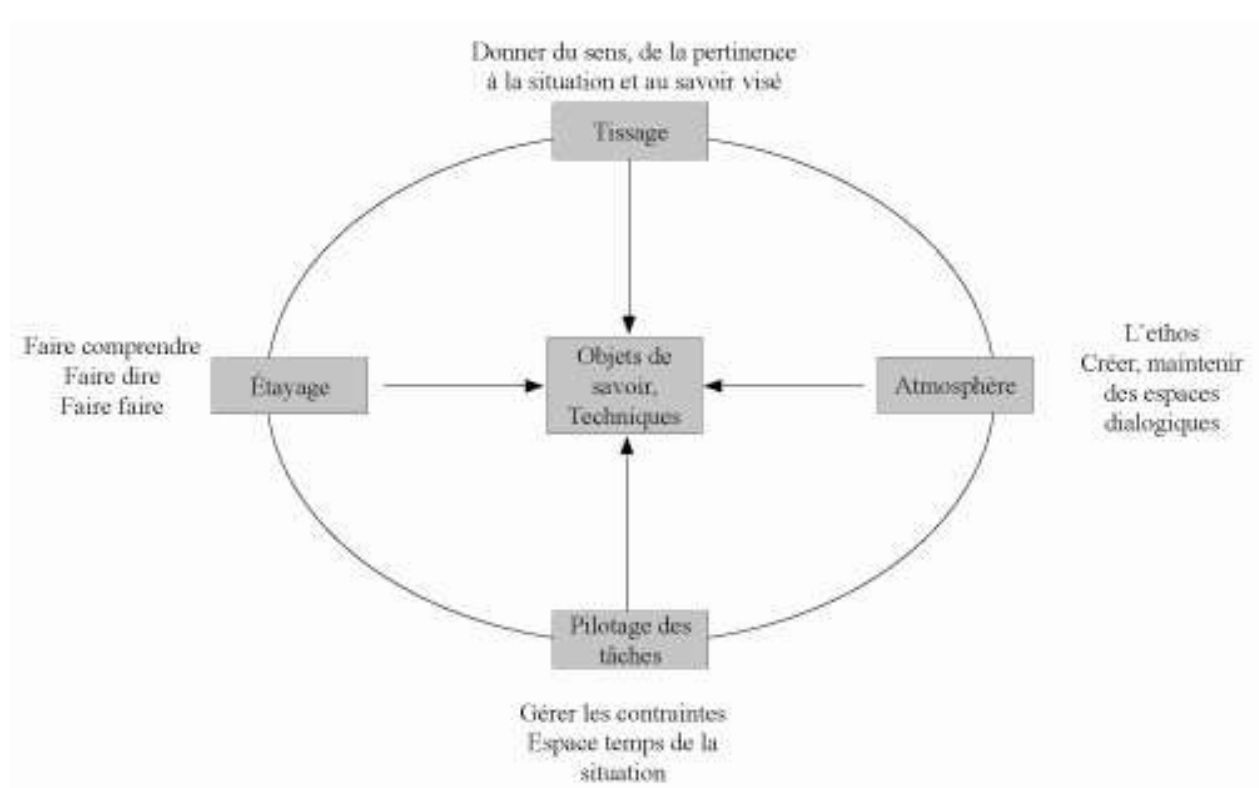 Donner du sens, de la pertinence
à la situation et au savoir visé
Tissage
Faire comprendre
Faire dire
Faire faire
Étayage
Objets de
savoir,
Techniques
Atmosphère
L'ethos
Créer, maintenir
des espaces
dialogiques
Pilotage des
tâches
Gérer les contraintes
Espace temps de la
situation